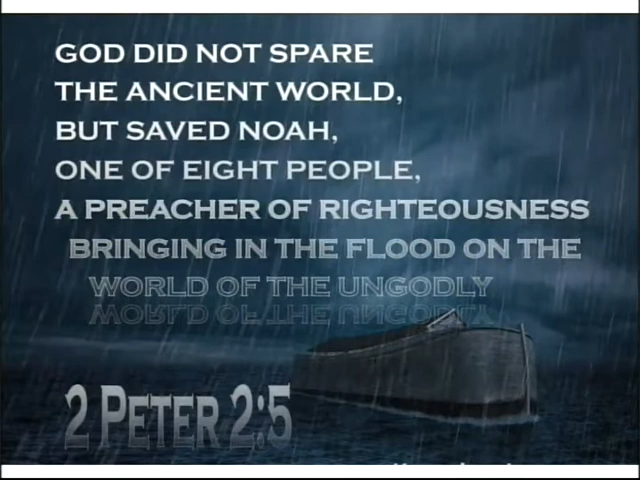 GOD DID NOT SPARE
THE ANCIENT WORLD,
BUT SAVED NOAH,
ONE OF EIGHT PEOPLE,
A PREACHER OF RIGHTEOUSNESS
BRINGING IN THE FLOOD ON THE
WORLD OF THE UNGODLY
2 PETER 2:5